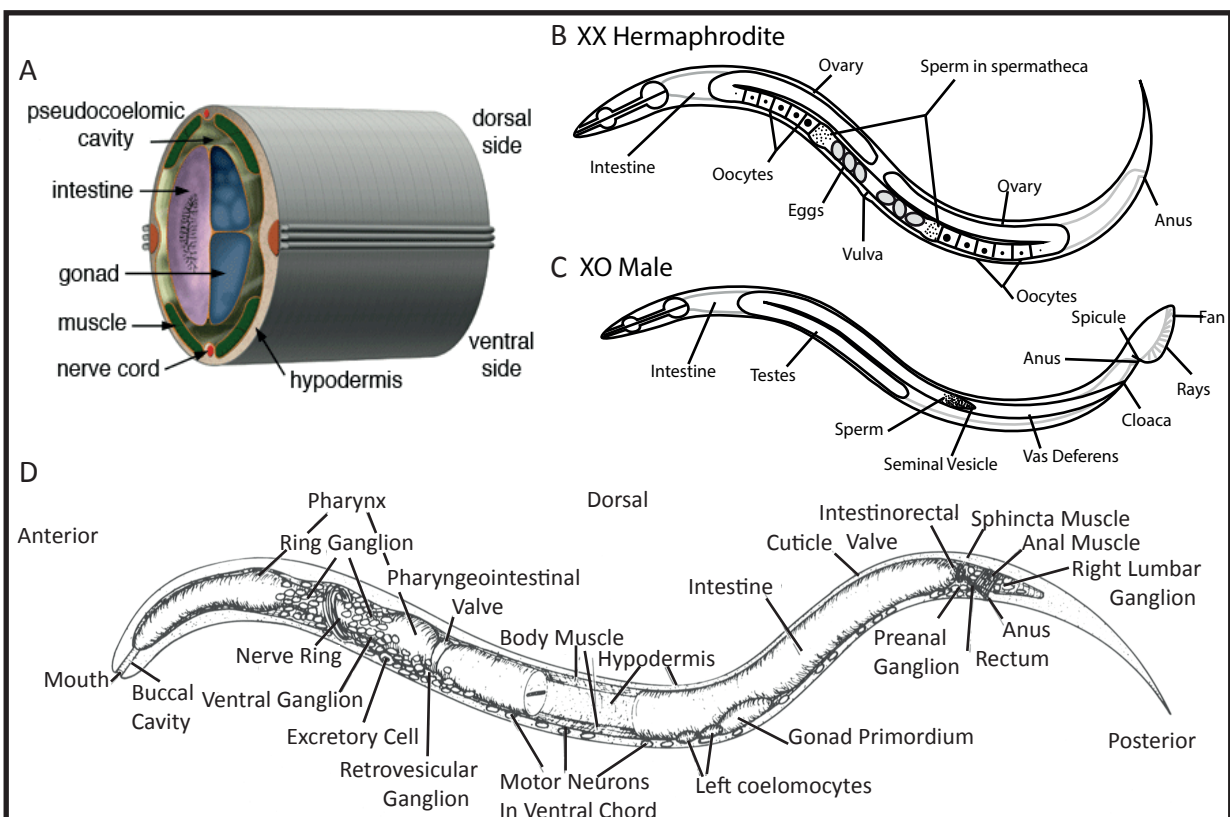 A
pseudocoelomic
cavity
intestine
gonad
muscle
nerve cord
hypodermis
dorsal
side
ventral
side
B XX Hermaphrodite
Ovary
Sperm in spermatheca
Intestine
Oocytes
Eggs
Vulva
Ovary
Anus
Oocytes
C XO Male
Intestine
Testes
Sperm
Seminal Vesicle
Vas Deferens
Cloaca
Anus
Spicule
Fan
Rays
D
Anterior
Dorsal
Pharynx
Ring Ganglion
Pharyngeointestinal
Valve
Body Muscle
Hypodermis
Intestine
Cuticle
Intestinorectal
Valve
Sphincta Muscle
Anal Muscle
Right Lumbar
Ganglion
Anus
Rectum
Preanal
Ganglion
Mouth
Buccal
Cavity
Nerve Ring
Ventral Ganglion
Excretory Cell
Retrovesicular
Ganglion
Motor Neurons
In Ventral Chord
Left coelomocytes
Gonad Primordium
Posterior